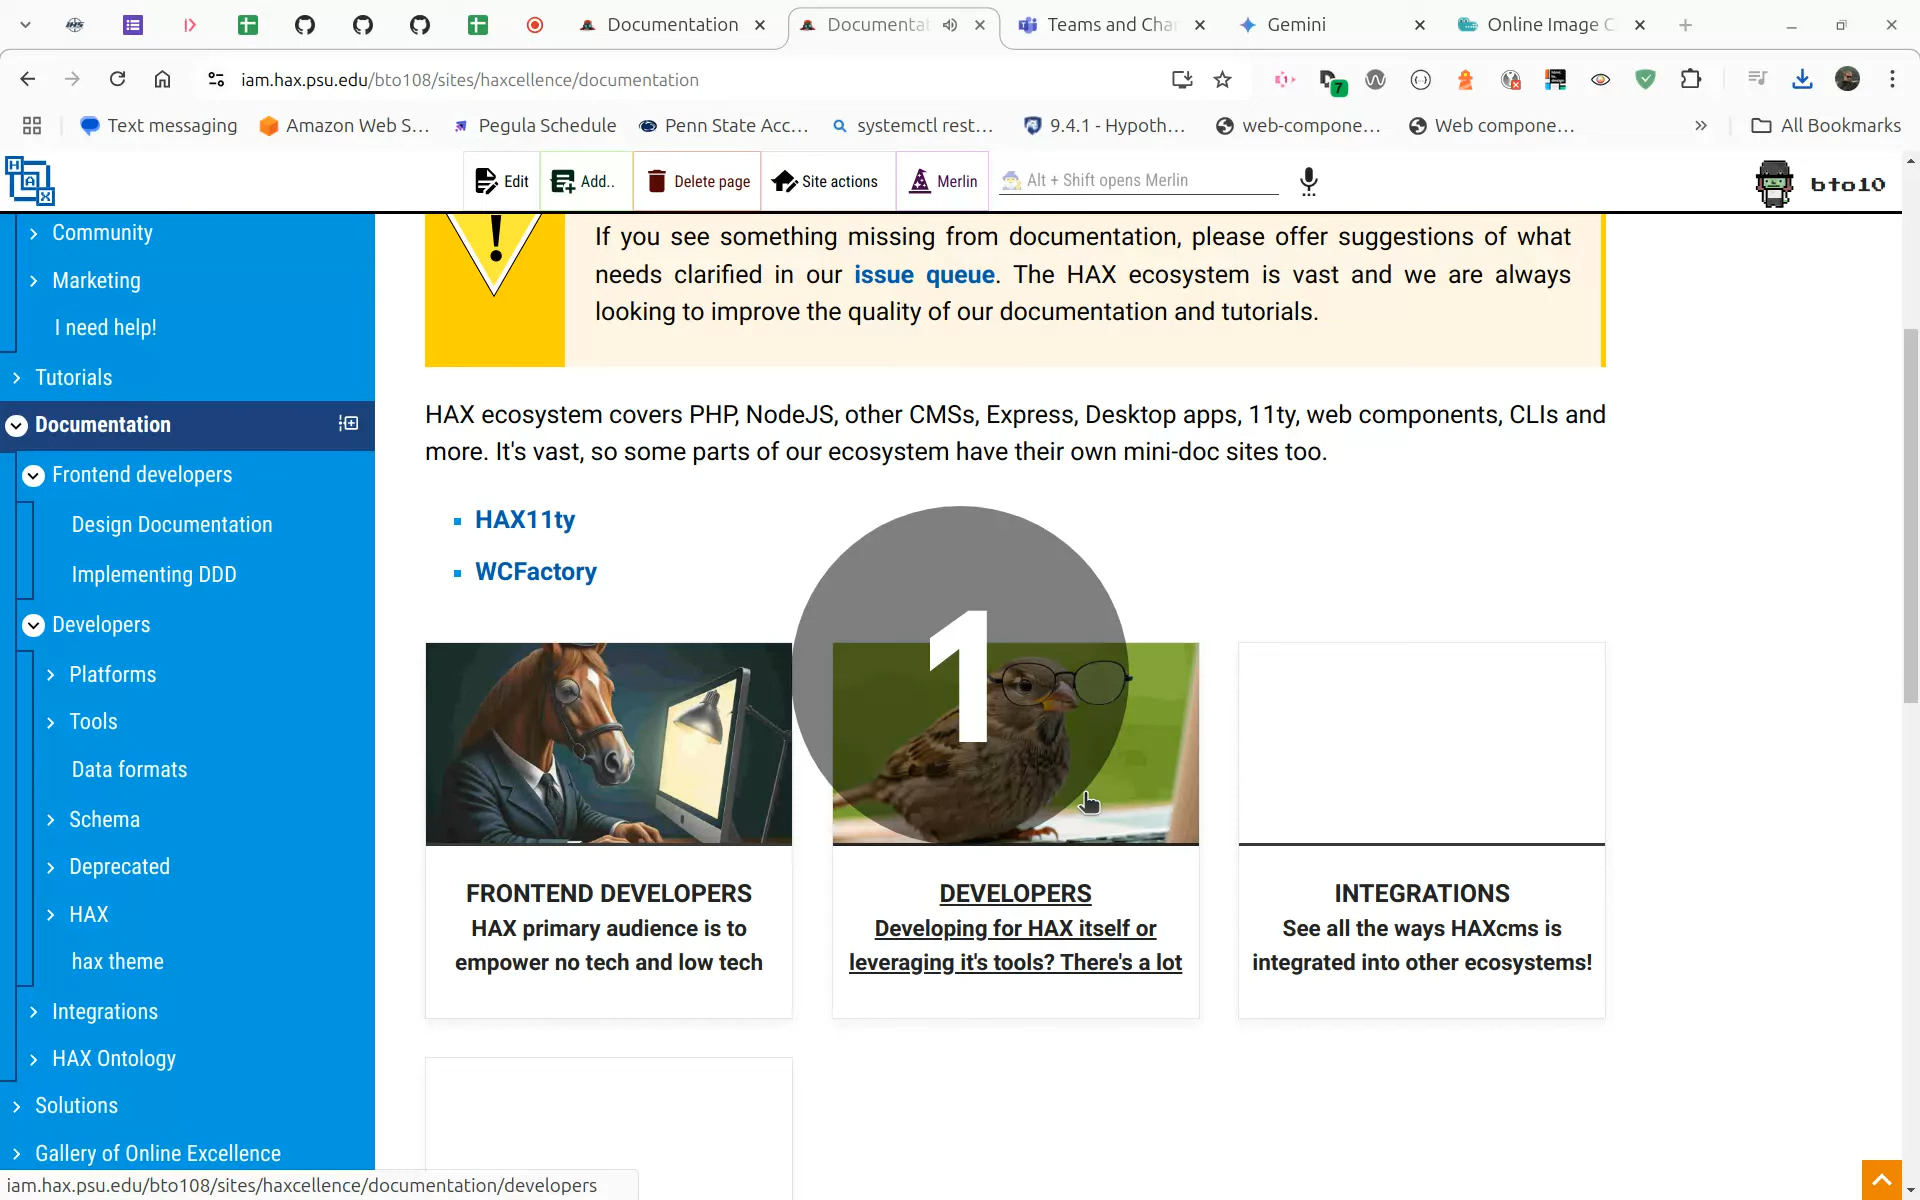 Documentation
Documentat
Teams and Cha
Gemini
Online Image C
iam.hax.psu.edu/bto108/sites/haxcellence/documentation
7
Text messaging
Amazon Web S...
Pegula Schedule
Penn State Acc...
systemctl rest...
9.4.1 - Hypoth...
web-compone...
Web compone...
All Bookmarks
H
A
X
Edit
Add..
Delete page
Site actions
Merlin
Alt + Shift opens Merlin
bto10
Community
Marketing
I need help!
Tutorials
Documentation
Frontend developers
Design Documentation
Implementing DDD
Developers
Platforms
Tools
Data formats
Schema
Deprecated
HAX
hax theme
Integrations
HAX Ontology
Solutions
Gallery of Online Excellence
!
If you see something missing from documentation, please offer suggestions of what
needs clarified in our issue queue. The HAX ecosystem is vast and we are always
looking to improve the quality of our documentation and tutorials.
HAX ecosystem covers PHP, NodeJS, other CMSs, Express, Desktop apps, 11ty, web components, CLIs and
more. It's vast, so some parts of our ecosystem have their own mini-doc sites too.
HAX11ty
WCFactory
1
FRONTEND DEVELOPERS
HAX primary audience is to
empower no tech and low tech
DEVELOPERS
Developing for HAX itself or
leveraging it's tools? There's a lot
INTEGRATIONS
See all the ways HAXcms is
integrated into other ecosystems!
iam.hax.psu.edu/bto108/sites/haxcellence/documentation/developers